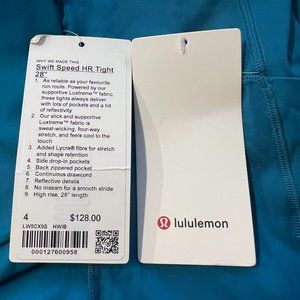 WHY WE MADE THIS
Swift Speed HR Tight
28"
1. As reliable as your favourite
run route. Powered by our
supportive Luxtreme™ fabric,
these tights always deliver
with lots of pockets and a hit
of reflectivity
2. Our slick and supportive
Luxtreme™ fabric is
sweat-wicking, four-way
stretch, and feels cool to the
touch
3. Added Lycra® fibre for stretch
and shape retention
4. Side drop-in pockets
5. Back zippered pocket
6. Continuous drawcord
7. Reflective details
8. No inseam for a smooth stride
9. High rise, 28" length
4 $128.00
LW5CX9S HWIB
000127600958
lululemon